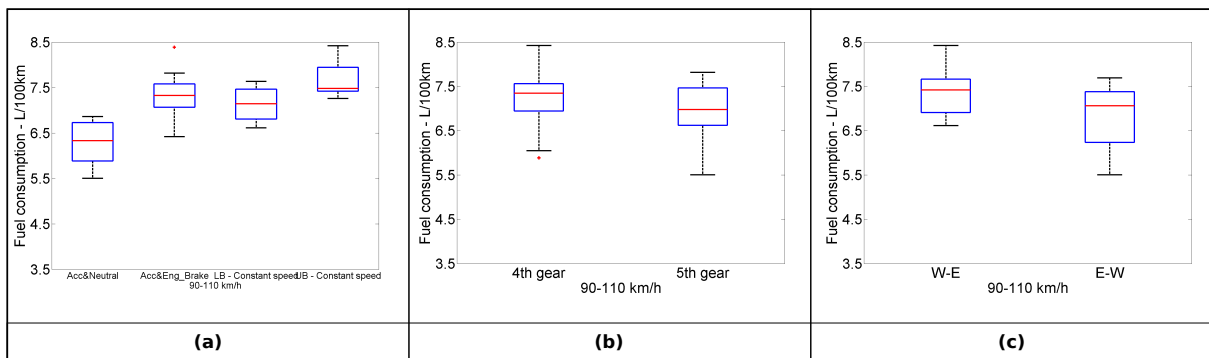 8.5
7.5
6.5
5.5
4.5
3.5
Fuel consumption - L/100km
Acc&Neutral Acc&Eng_Brake LB - Constant speed UB - Constant speed
90-110 km/h
(a)
8.5
7.5
6.5
5.5
4.5
3.5
Fuel consumption - L/100km
4th gear 5th gear
90-110 km/h
(b)
8.5
7.5
6.5
5.5
4.5
3.5
Fuel consumption - L/100km
W-E E-W
90-110 km/h
(c)